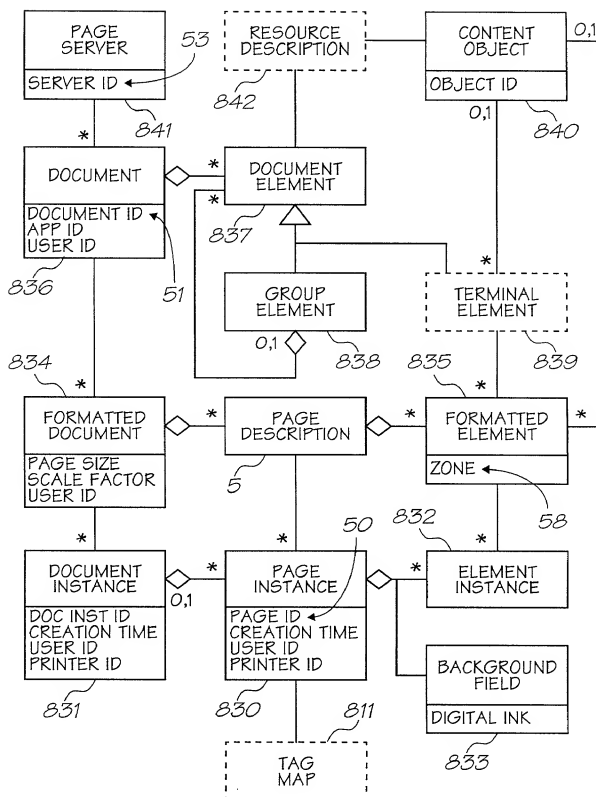 PAGE
SERVER
53
SERVER ID
841
*
RESOURCE
DESCRIPTION
842
CONTENT
OBJECT
0,1
OBJECT ID
0,1
840
DOCUMENT
*
DOCUMENT
ELEMENT
*
837
DOCUMENT ID
APP ID
USER ID
836
51
GROUP
ELEMENT
0,1
838
*
TERMINAL
ELEMENT
839
834
*
FORMATTED
DOCUMENT
*
PAGE SIZE
SCALE FACTOR
USER ID
PAGE
DESCRIPTION
*
5
835
*
FORMATTED
ELEMENT
*
ZONE
58
*
DOCUMENT
INSTANCE
0,1
*
DOC INST ID
CREATION TIME
USER ID
PRINTER ID
831
*
50
PAGE
INSTANCE
*
PAGE ID
CREATION TIME
USER ID
PRINTER ID
830
832
*
ELEMENT
INSTANCE
BACKGROUND
FIELD
DIGITAL INK
833
811
TAG
MAP